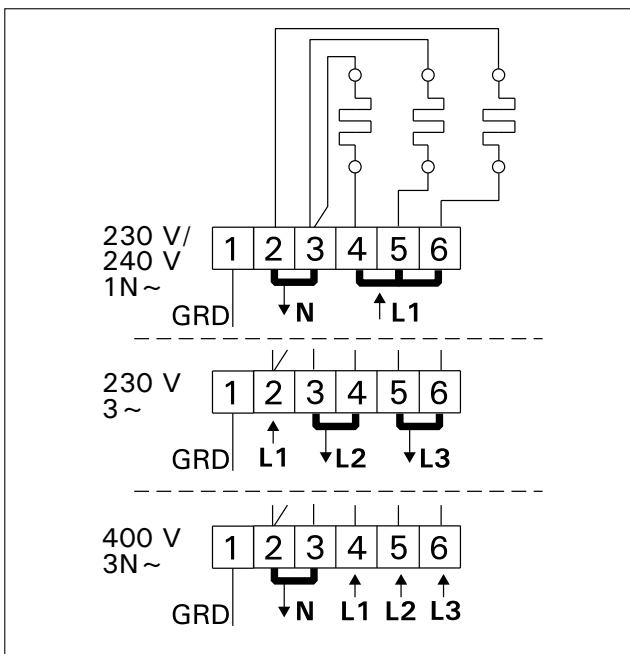 230 V/
240 V
1N~
1 2 3 4 5 6
GRD N L1
230 V
3~
1 2 3 4 5 6
GRD L1 L2 L3
400 V
3N~
1 2 3 4 5 6
GRD N L1 L2 L3